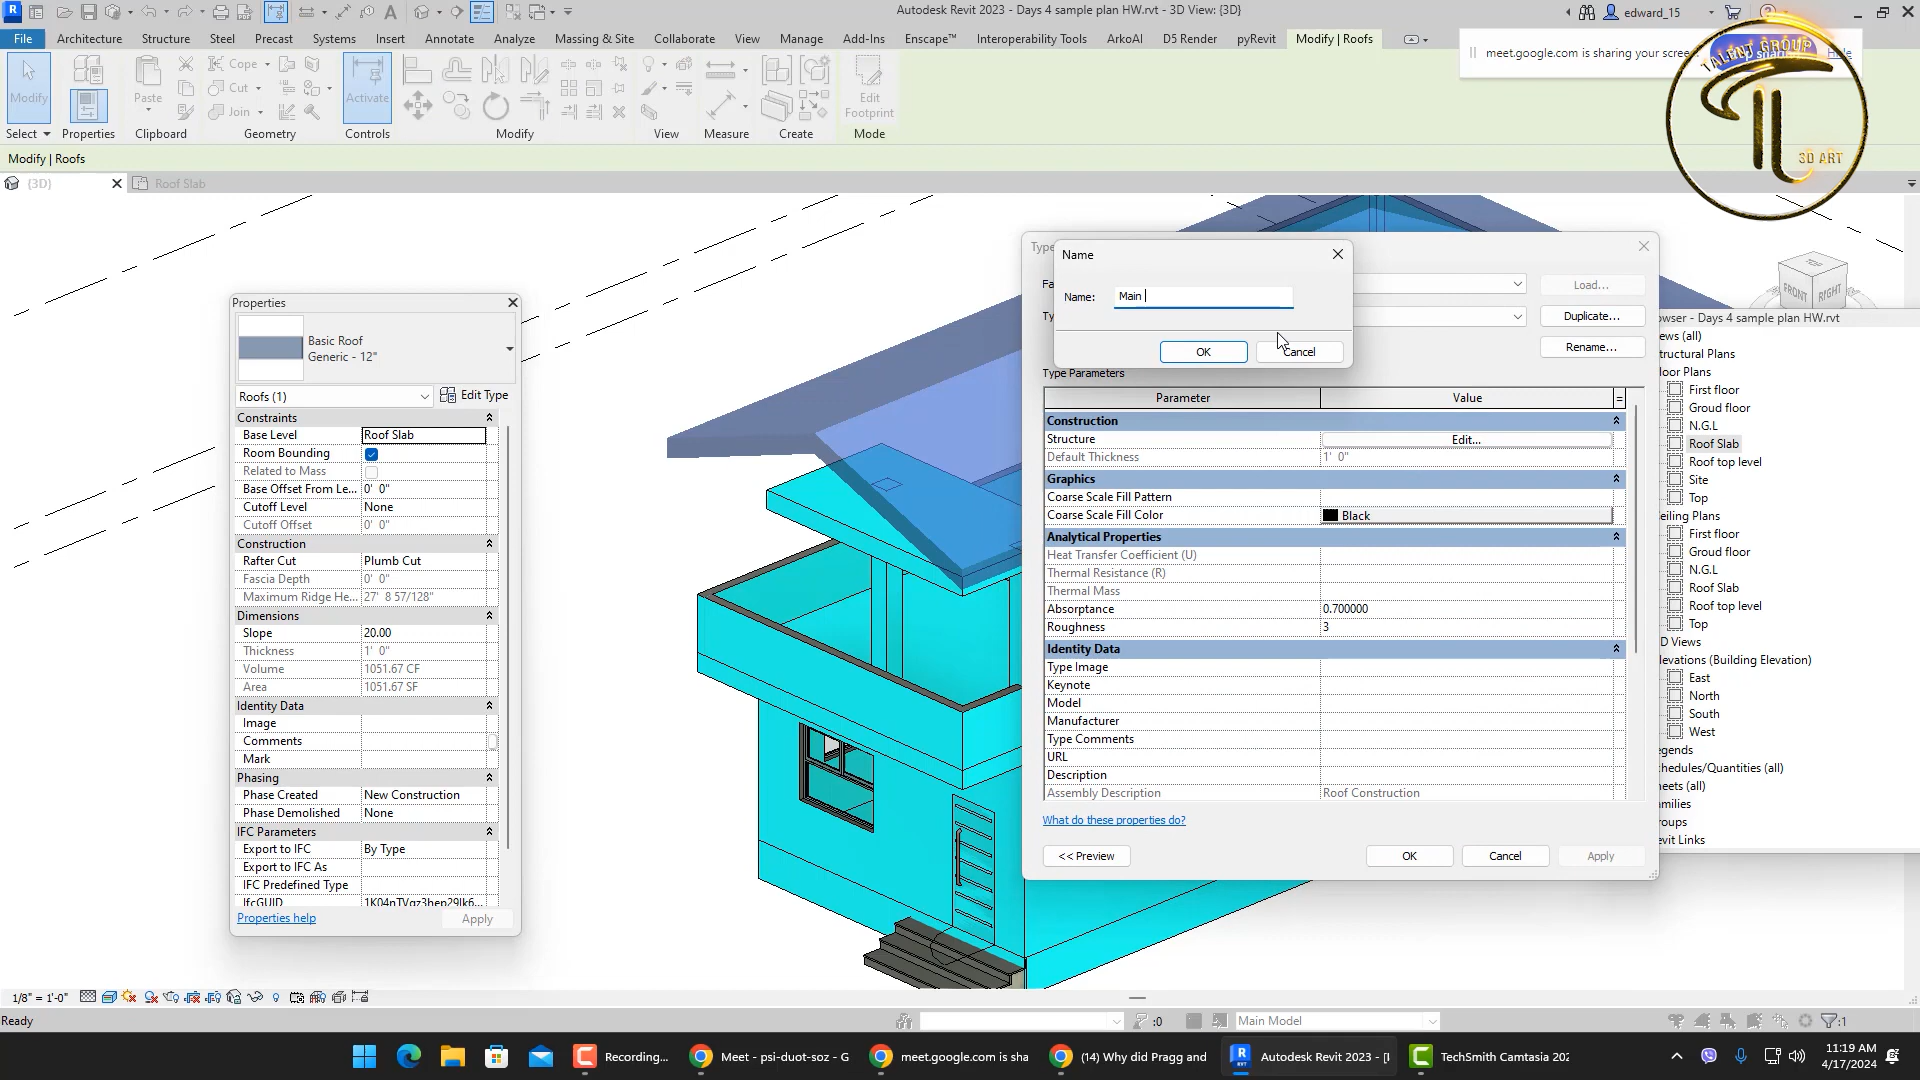 Autodesk Revit 2023 - Days 4 sample plan HW.rvt - 3D View: {3D}
edward_15
File Architecture Structure Steel Precast Systems Insert Annotate Analyze Massing & Site Collaborate View Manage Add-Ins Enscape™ Interoperability Tools ArkoAI D5 Render pyRevit Modify | Roofs
meet.google.com is sharing your scree
Hide
TALENT GROUP
3D ART
Modify
Paste
Cope
Cut
Join
Activate
Edit
Footprint
Select Properties Clipboard Geometry Controls Modify View Measure Create Mode
Modify | Roofs
{3D}
Roof Slab
Properties
Basic Roof
Generic - 12"
Roofs (1)
Edit Type
Constraints
Base Level Roof Slab
Room Bounding
Related to Mass
Base Offset From Le... 0' 0"
Cutoff Level None
Cutoff Offset 0' 0"
Construction
Rafter Cut Plumb Cut
Fascia Depth 0' 0"
Maximum Ridge He... 27' 8 57/128"
Dimensions
Slope 20.00
Thickness 1' 0"
Volume 1051.67 CF
Area 1051.67 SF
Identity Data
Image
Comments
Mark
Phasing
Phase Created New Construction
Phase Demolished None
IFC Parameters
Export to IFC By Type
Export to IFC As
IFC Predefined Type
IfcGUID
Properties help
Apply
Type
Name
Name: Main
OK
Cancel
Fa
Ty
Load...
Duplicate...
Rename...
Type Parameters
Parameter Value =
Construction
Structure Edit...
Default Thickness 1' 0"
Graphics
Coarse Scale Fill Pattern
Coarse Scale Fill Color Black
Analytical Properties
Heat Transfer Coefficient (U)
Thermal Resistance (R)
Thermal Mass
Absorptance 0.700000
Roughness 3
Identity Data
Type Image
Keynote
Model
Manufacturer
Type Comments
URL
Description
Assembly Description Roof Construction
What do these properties do?
<< Preview
OK
Cancel
Apply
FRONT
RIGHT
owser - Days 4 sample plan HW.rvt
iews (all)
tructural Plans
loor Plans
First floor
Groud floor
N.G.L
Roof Slab
Roof top level
Site
Top
eiling Plans
First floor
Groud floor
N.G.L
Roof Slab
Roof top level
Top
D Views
levations (Building Elevation)
East
North
South
West
egends
chedules/Quantities (all)
heets (all)
amilies
roups
evit Links
1/8" = 1'-0"
Ready
:0
Main Model
:1
Recording...
Meet - psi-duot-soz - G
meet.google.com is sha
(14) Why did Pragg and
Autodesk Revit 2023 - [
TechSmith Camtasia 202
11:19 AM
4/17/2024